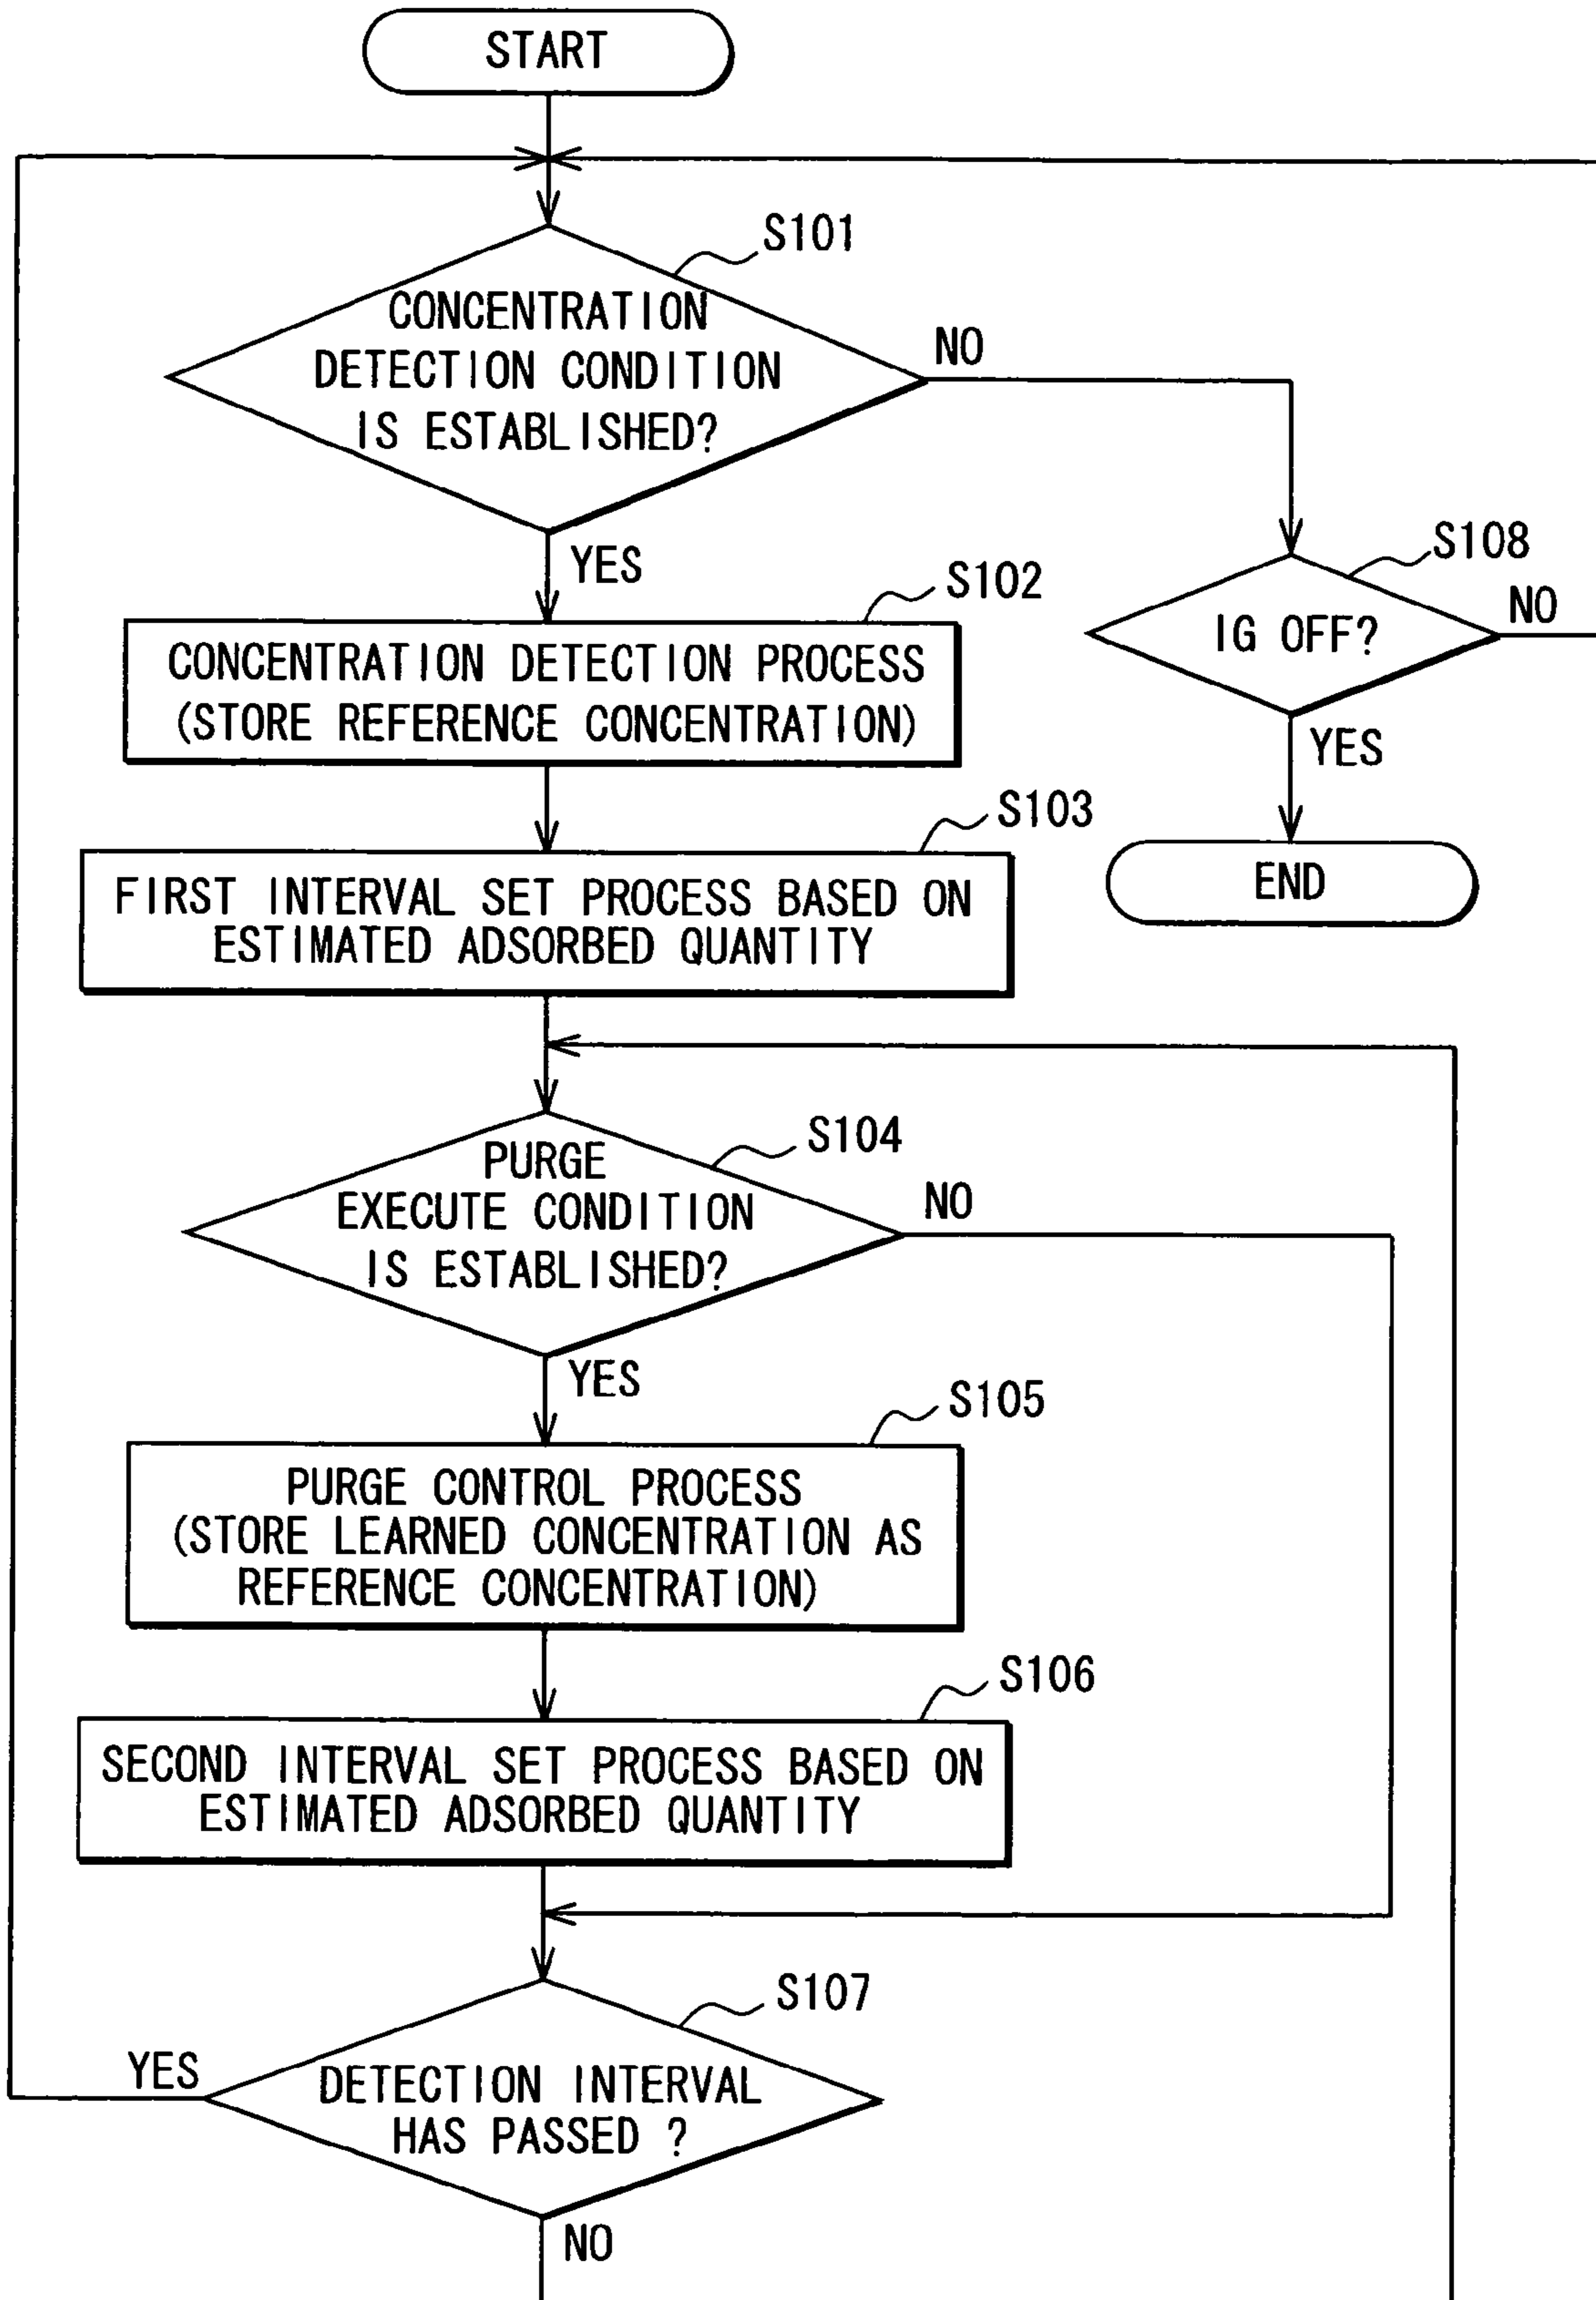 START
S101
CONCENTRATION
DETECTION CONDITION
IS ESTABLISHED?
NO
YES
S108
IG OFF?
NO
YES
END
S102
CONCENTRATION DETECTION PROCESS
(STORE REFERENCE CONCENTRATION)
S103
FIRST INTERVAL SET PROCESS BASED ON
ESTIMATED ADSORBED QUANTITY
S104
PURGE
EXECUTE CONDITION
IS ESTABLISHED?
NO
YES
S105
PURGE CONTROL PROCESS
(STORE LEARNED CONCENTRATION AS
REFERENCE CONCENTRATION)
S106
SECOND INTERVAL SET PROCESS BASED ON
ESTIMATED ADSORBED QUANTITY
S107
YES
DETECTION INTERVAL
HAS PASSED ?
NO